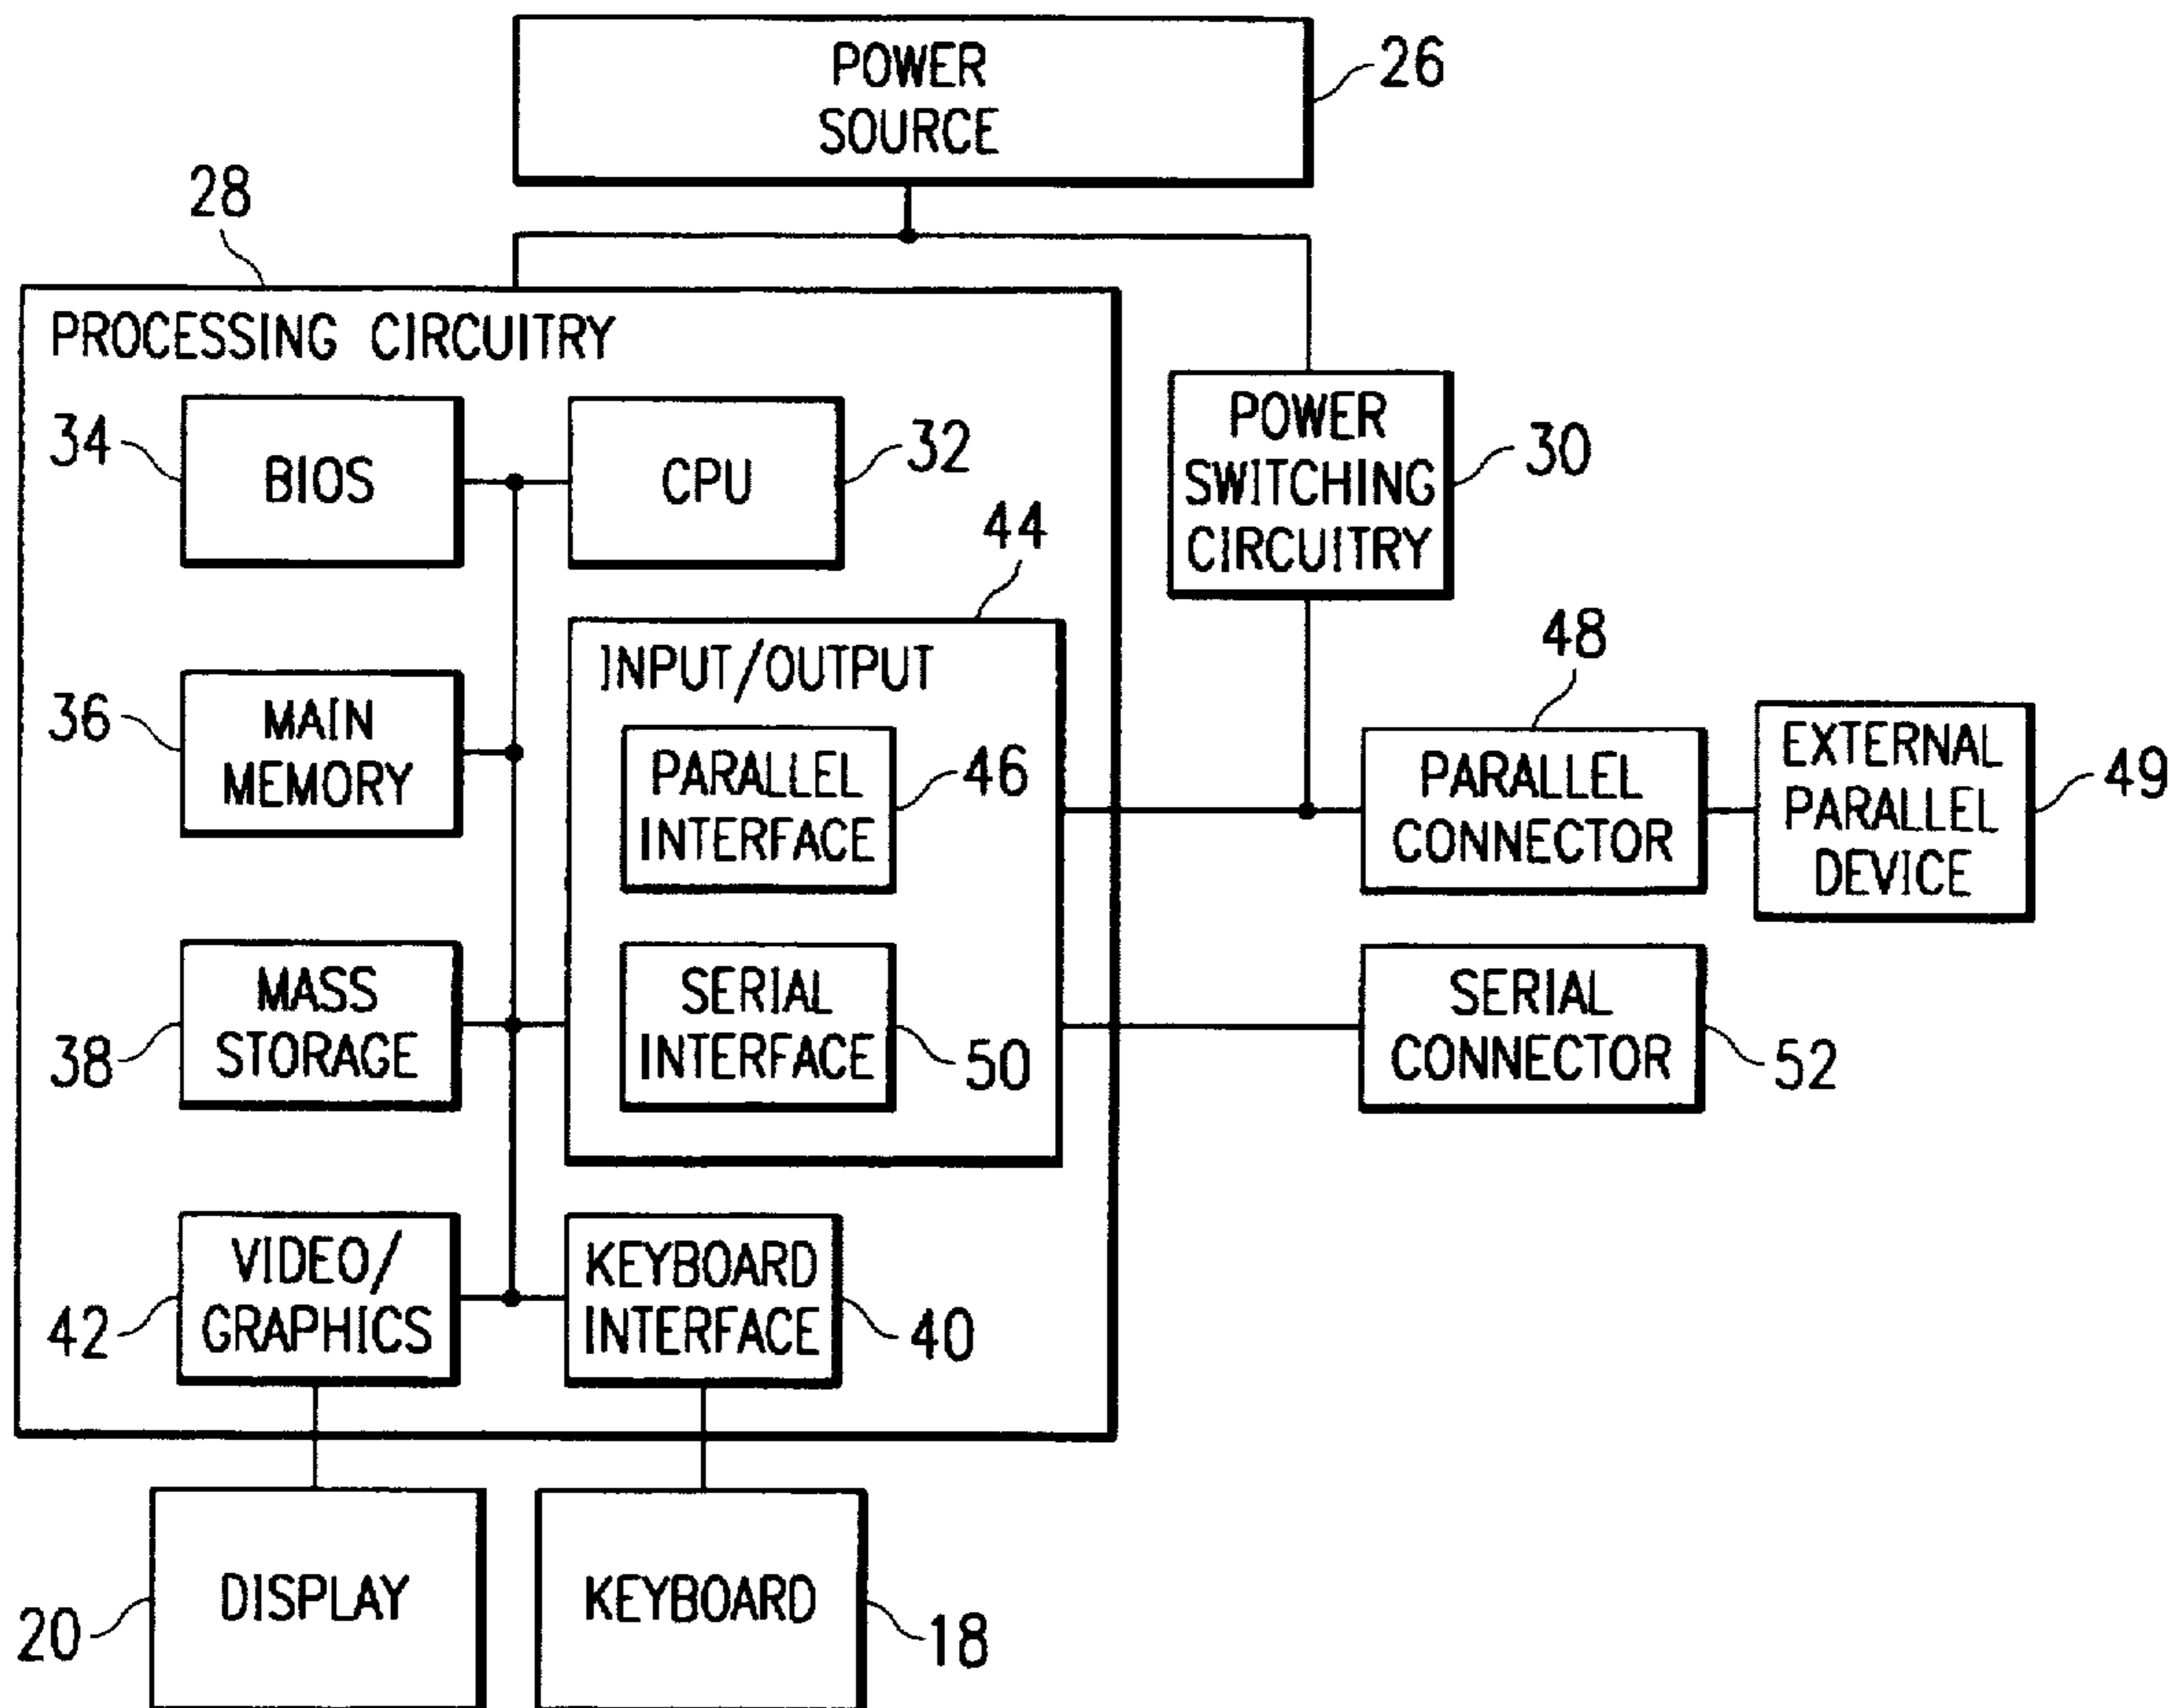 POWER
SOURCE
26
28
PROCESSING CIRCUITRY
34
BIOS
CPU
32
POWER
SWITCHING
CIRCUITRY
30
44
INPUT/OUTPUT
36
MAIN
MEMORY
PARALLEL
INTERFACE
46
48
PARALLEL
CONNECTOR
EXTERNAL
PARALLEL
DEVICE
49
38
MASS
STORAGE
SERIAL
INTERFACE
50
SERIAL
CONNECTOR
52
42
VIDEO/
GRAPHICS
KEYBOARD
INTERFACE
40
20
DISPLAY
KEYBOARD
18